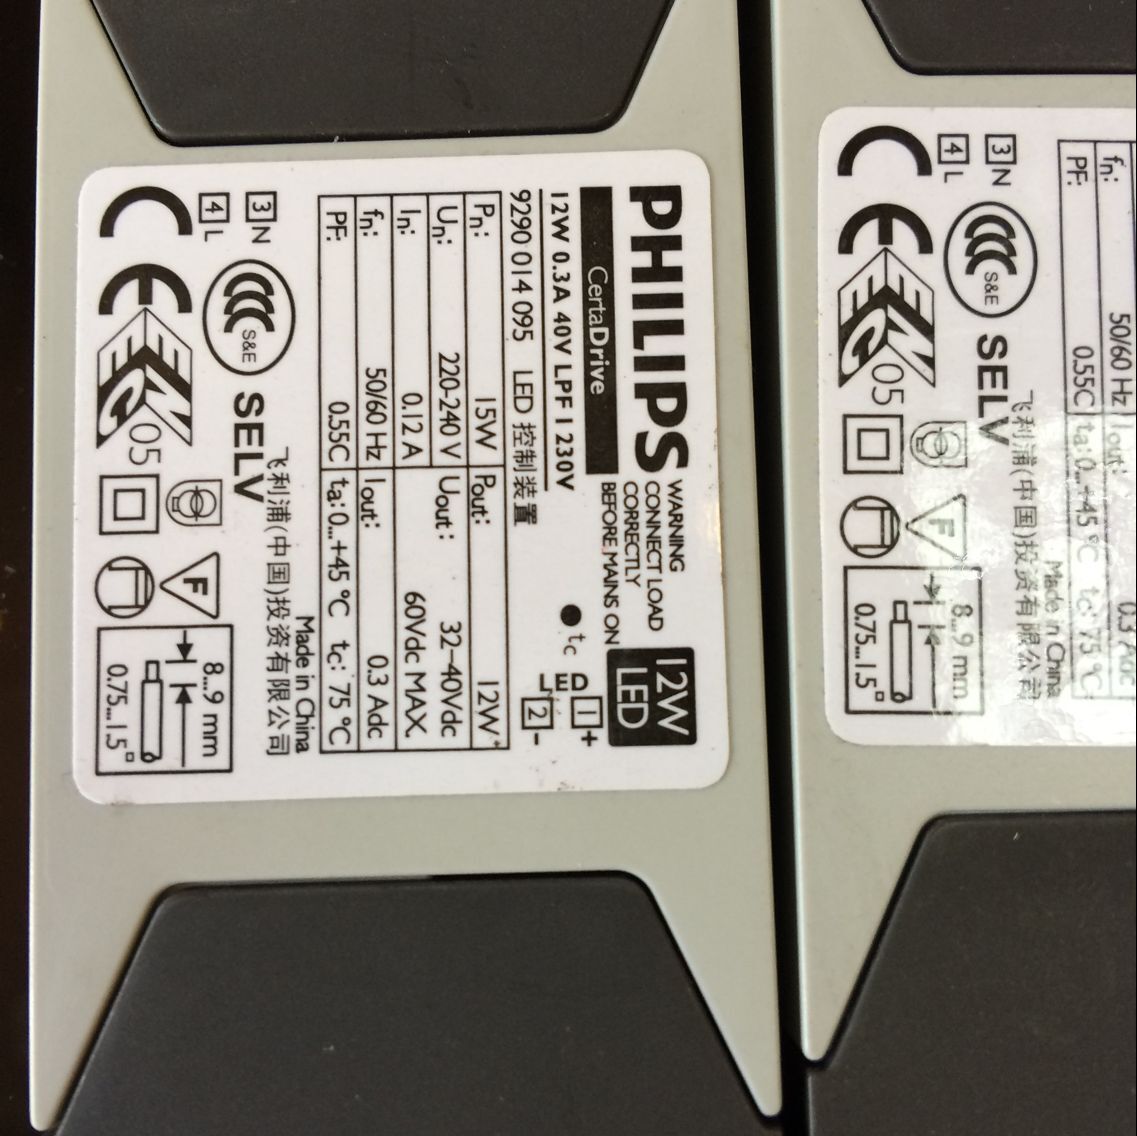 PHILIPS
WARNING
CONNECT LOAD
CORRECTLY
BEFORE MAINS ON
12W
LED
CertaDrive
12W 0.3A 40V LPF I 230V
9290 014 095 LED 控制装置
tc
LED
1 +
2 -
Pn: 15W Pout: 12W
Un: 220-240 V Uout: 32-40Vdc
In: 0.12 A 60Vdc MAX.
fn: 50/60 Hz Iout: 0.3 Adc
PF: 0.55C ta:0...+45 °C tc: 75 °C
Made in China
飞利浦(中国)投资有限公司
3 N
4 L
S&E
SELV
05
F
8...9 mm
0.75...1.5
fn: 50/60 Hz Iout: 0.3 Adc
PF: 0.55C ta:0...+45 °C tc: 75 °C
Made in China
飞利浦(中国)投资有限公司
3 N
4 L
S&E
SELV
05
F
8...9 mm
0.75...1.5